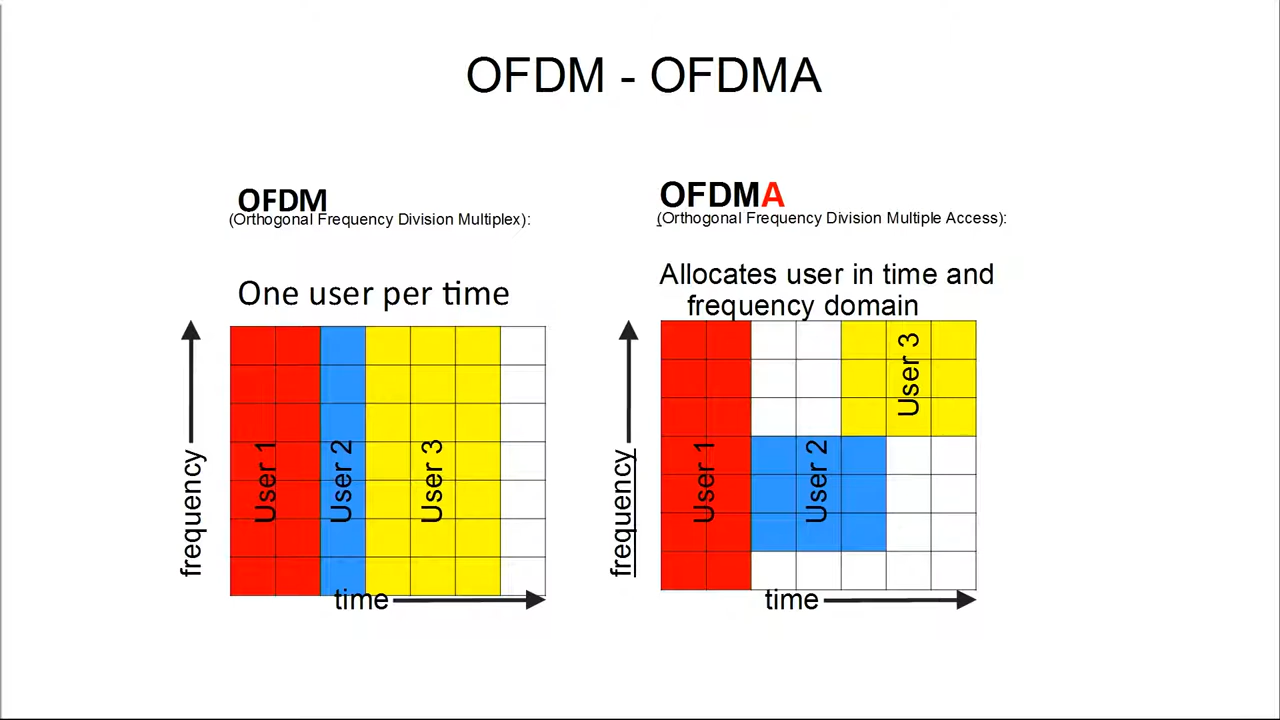 OFDM - OFDMA
OFDM
(Orthogonal Frequency Division Multiplex):
One user per time
frequency
User 1
User 2
User 3
time
OFDMA
(Orthogonal Frequency Division Multiple Access):
Allocates user in time and
frequency domain
frequency
User 1
User 2
User 3
time